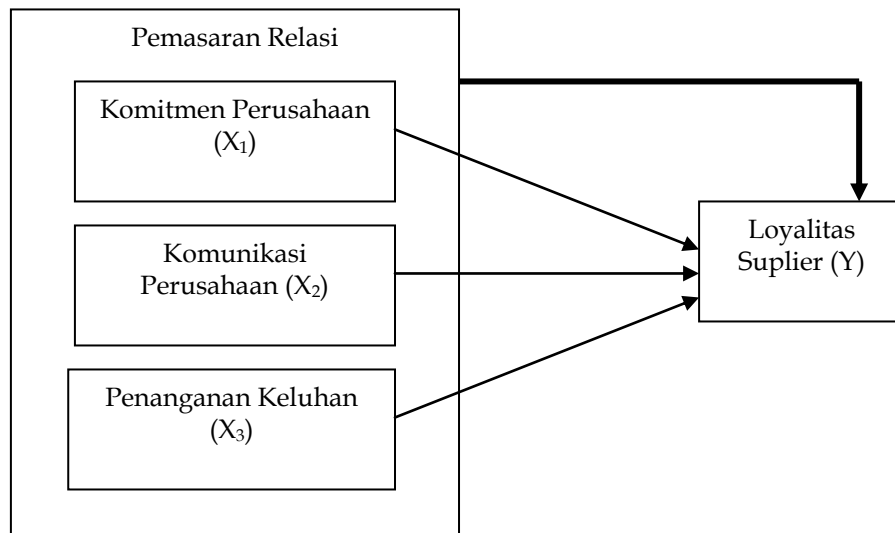 Pemasaran Relasi
Komitmen Perusahaan
(X₁)
Komunikasi
Perusahaan (X₂)
Penanganan Keluhan
(X₃)
Loyalitas
Suplier (Y)